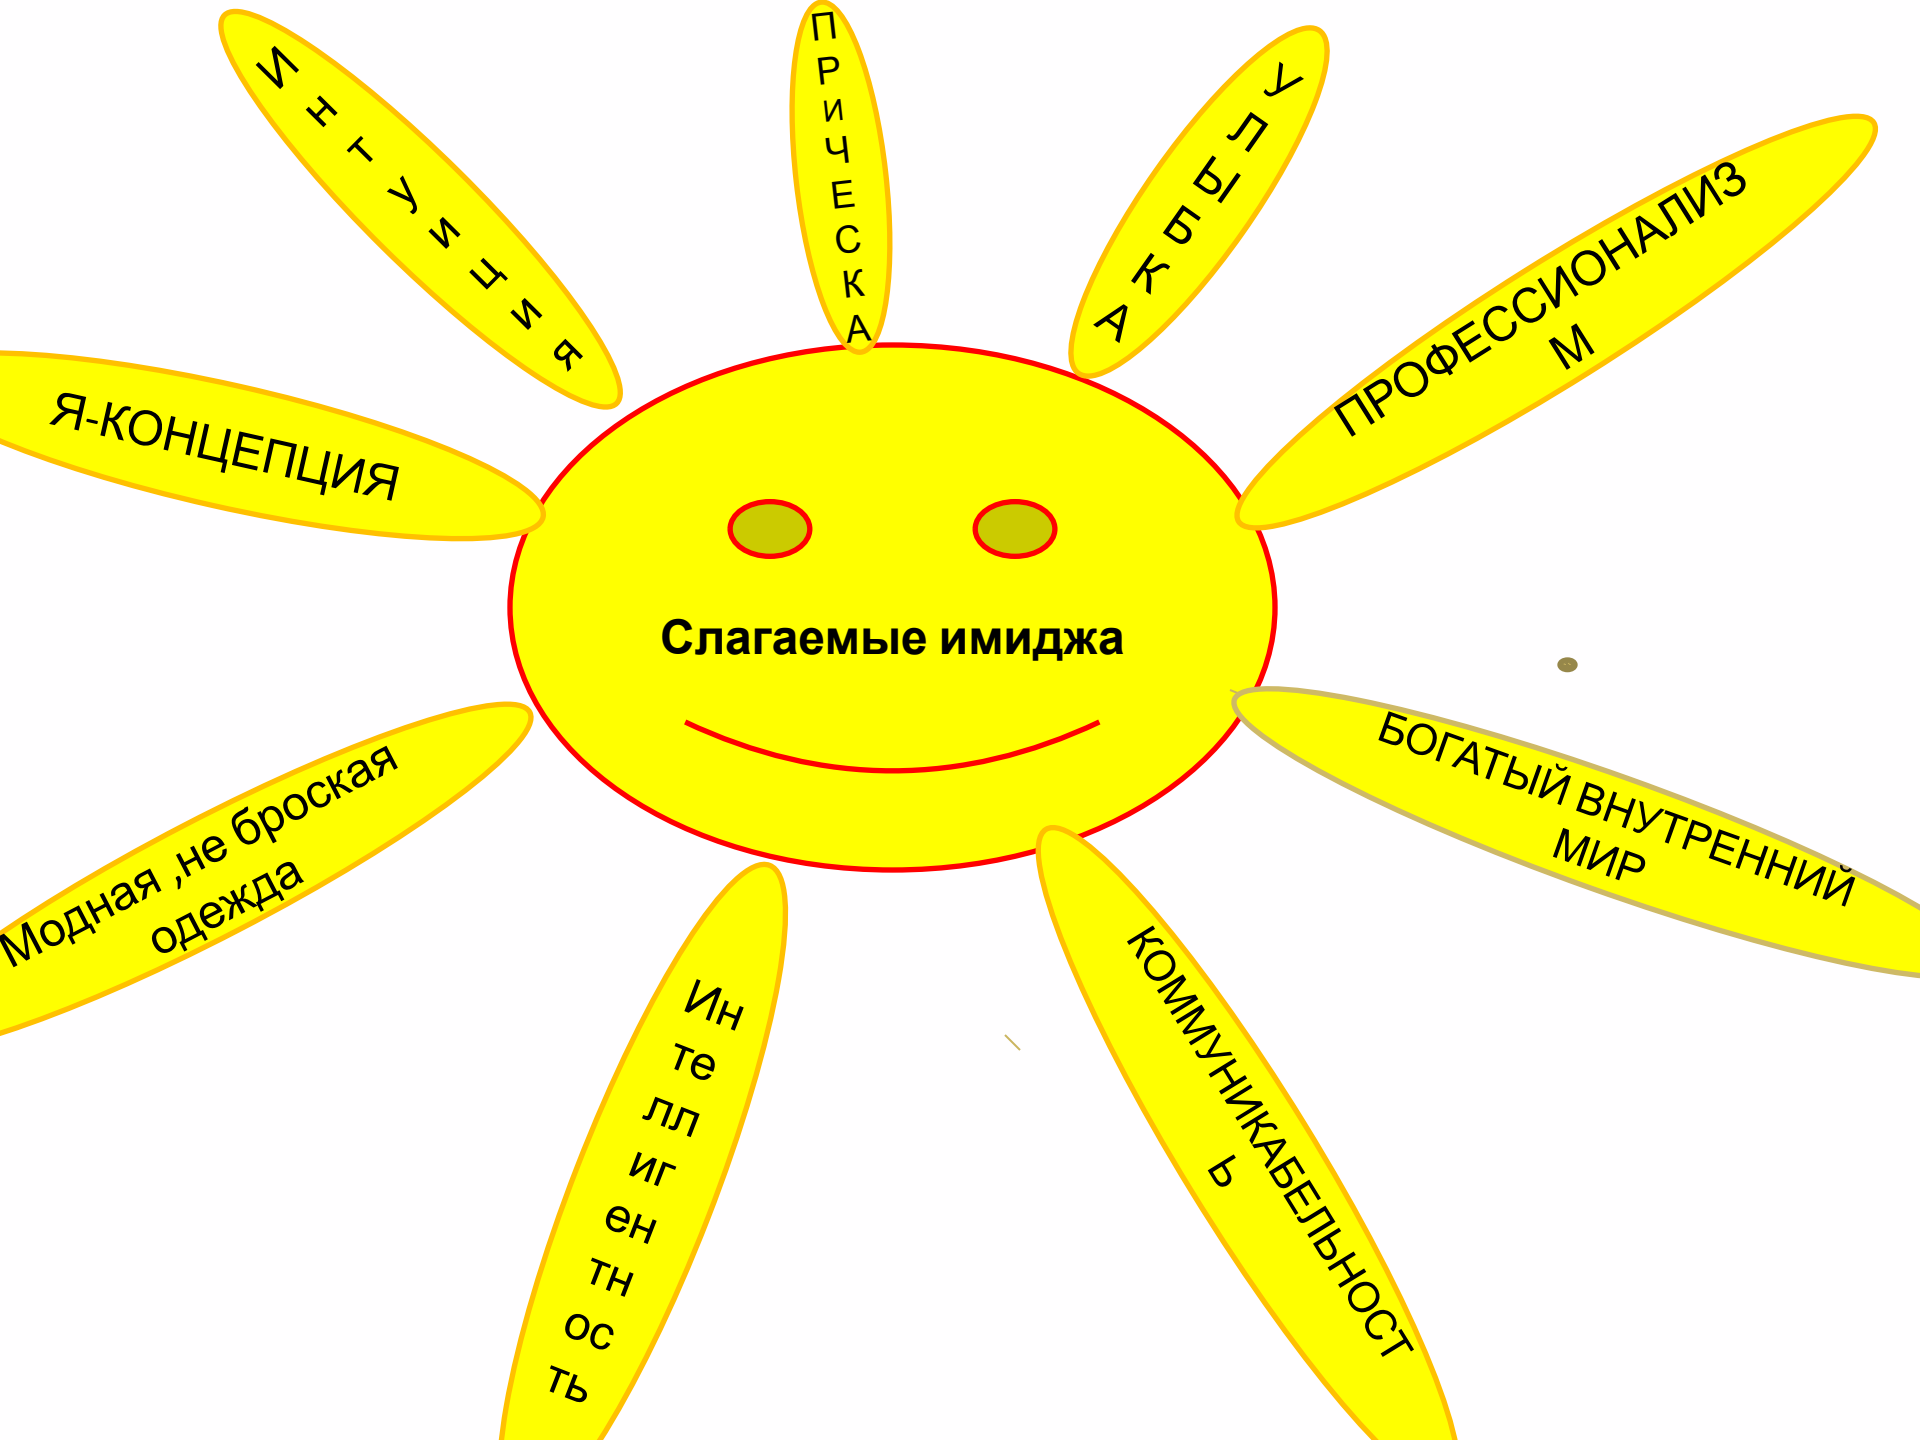 И
н
т
у
и
ц
и
я
П
Р
И
Ч
Е
С
К
А
У
Л
Ы
Б
К
А
ПРОФЕССИОНАЛИЗ
М
Я-КОНЦЕПЦИЯ
Слагаемые имиджа
БОГАТЫЙ ВНУТРЕННИЙ
МИР
Модная ,не броская
одежда
Ин
те
лл
иг
ен
тн
ос
ть
КОММУНИКАБЕЛЬНОСТ
Ь